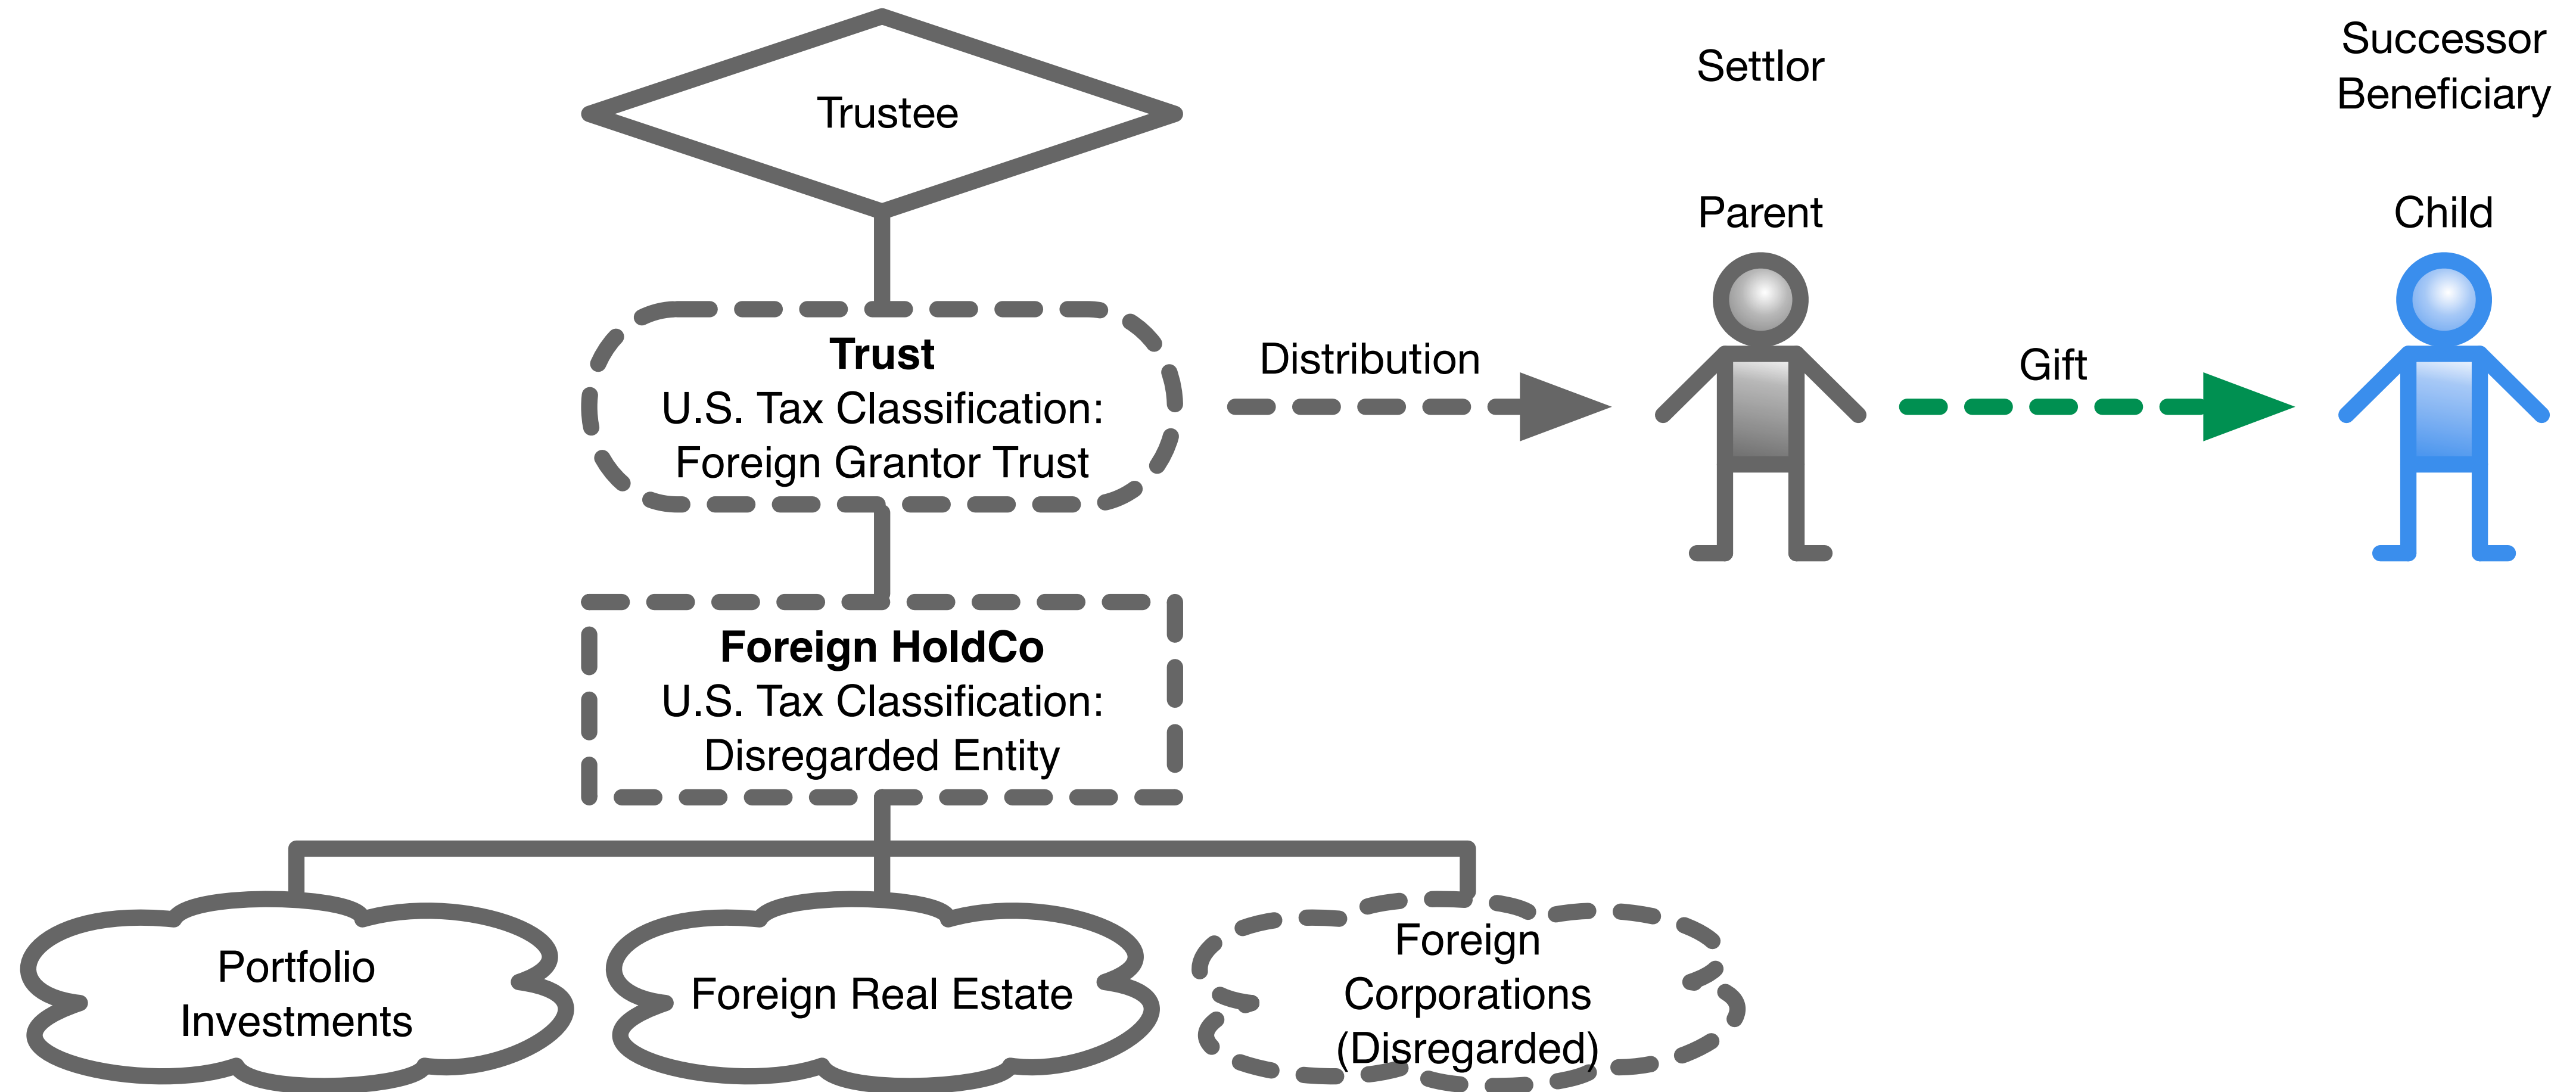 Trustee
Settlor
Successor
Beneficiary
Parent
Child
Trust
U.S. Tax Classification:
Foreign Grantor Trust
Distribution
Gift
Foreign HoldCo
U.S. Tax Classification:
Disregarded Entity
Portfolio
Investments
Foreign Real Estate
Foreign
Corporations
(Disregarded)